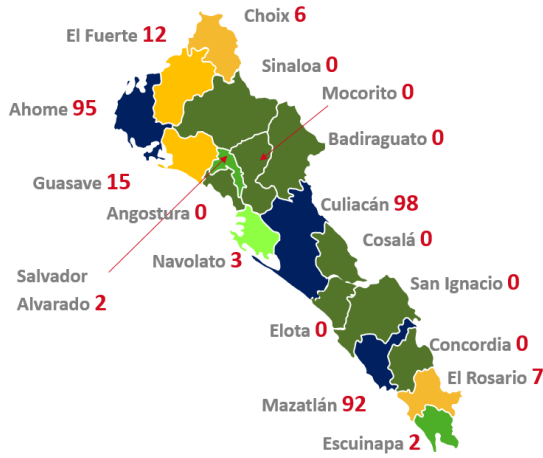 Choix 6
El Fuerte 12
Sinaloa 0
Mocorito 0
Ahome 95
Badiraguato 0
Guasave 15
Culiacán 98
Angostura 0
Cosalá 0
Navolato 3
Salvador
Alvarado 2
San Ignacio 0
Elota 0
Concordia 0
El Rosario 7
Mazatlán 92
Escuinapa 2